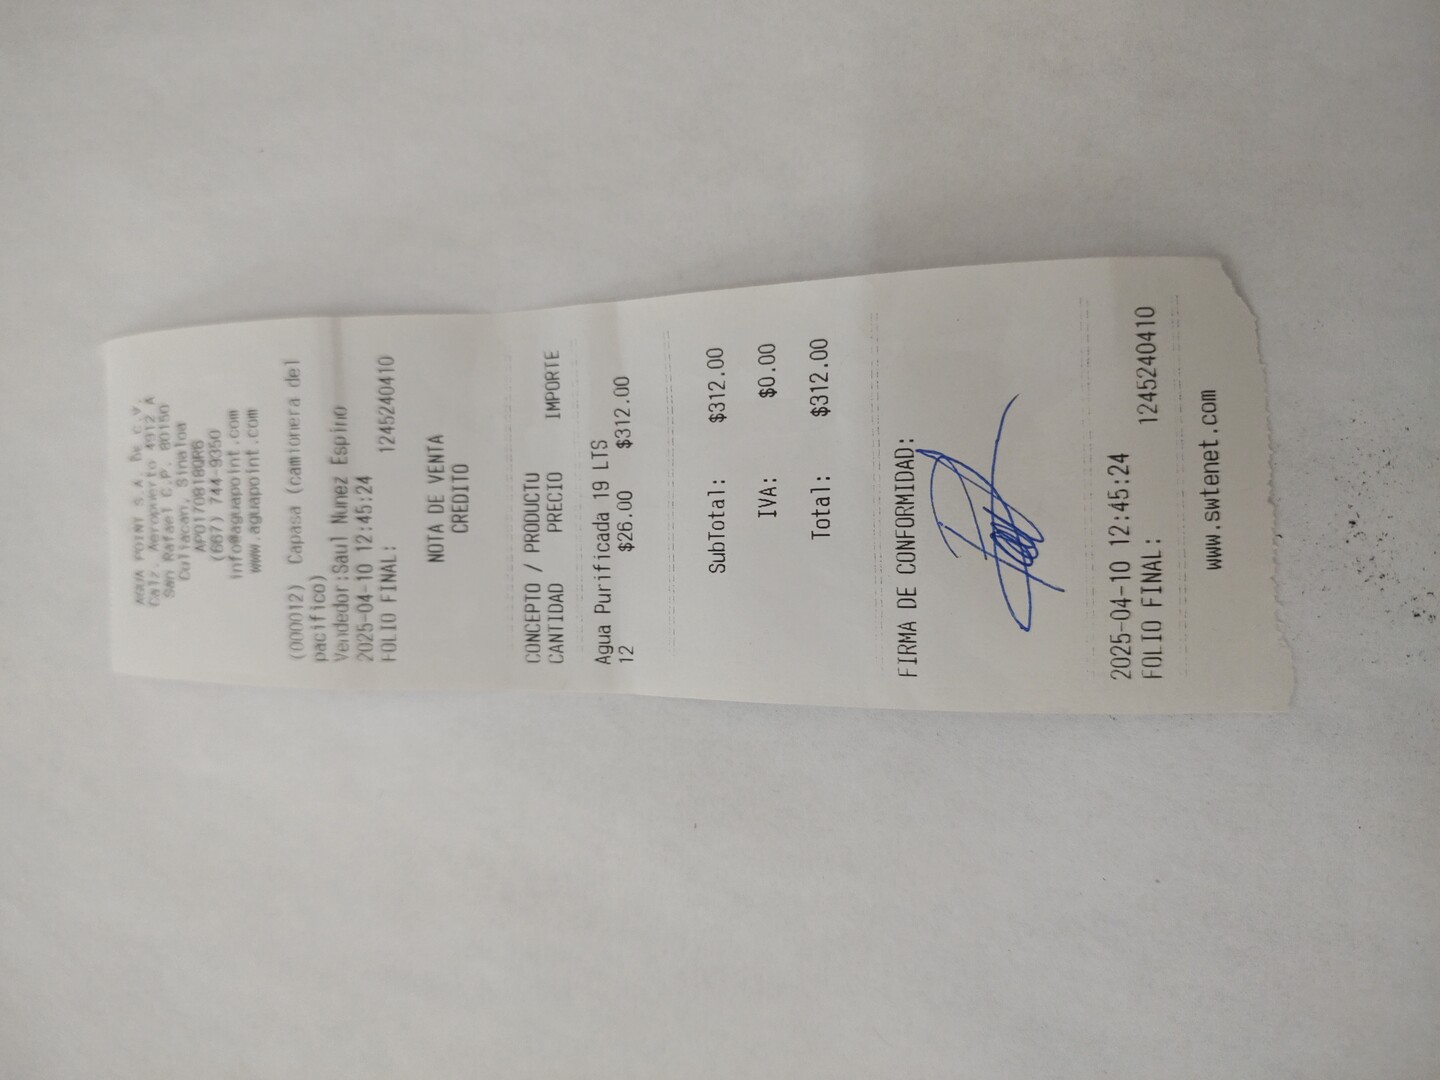 AGUA POINT S.A. De C.V.
Calz. Aeropuerto 4912 A
San Rafael C.P. 80150
Culiacan, Sinaloa
APO170818QR6
(667) 744-9350
info@aguapoint.com
www.aguapoint.com
(000012) Capasa (camionera del
pacifico)
Vendedor:Saul Nunez Espino
2025-04-10 12:45:24
FOLIO FINAL: 1245240410
NOTA DE VENTA
CREDITO
CONCEPTO / PRODUCTO
CANTIDAD PRECIO IMPORTE
Agua Purificada 19 LTS
12 $26.00 $312.00
SubTotal: $312.00
IVA: $0.00
Total: $312.00
FIRMA DE CONFORMIDAD:
2025-04-10 12:45:24
FOLIO FINAL: 1245240410
www.swtenet.com